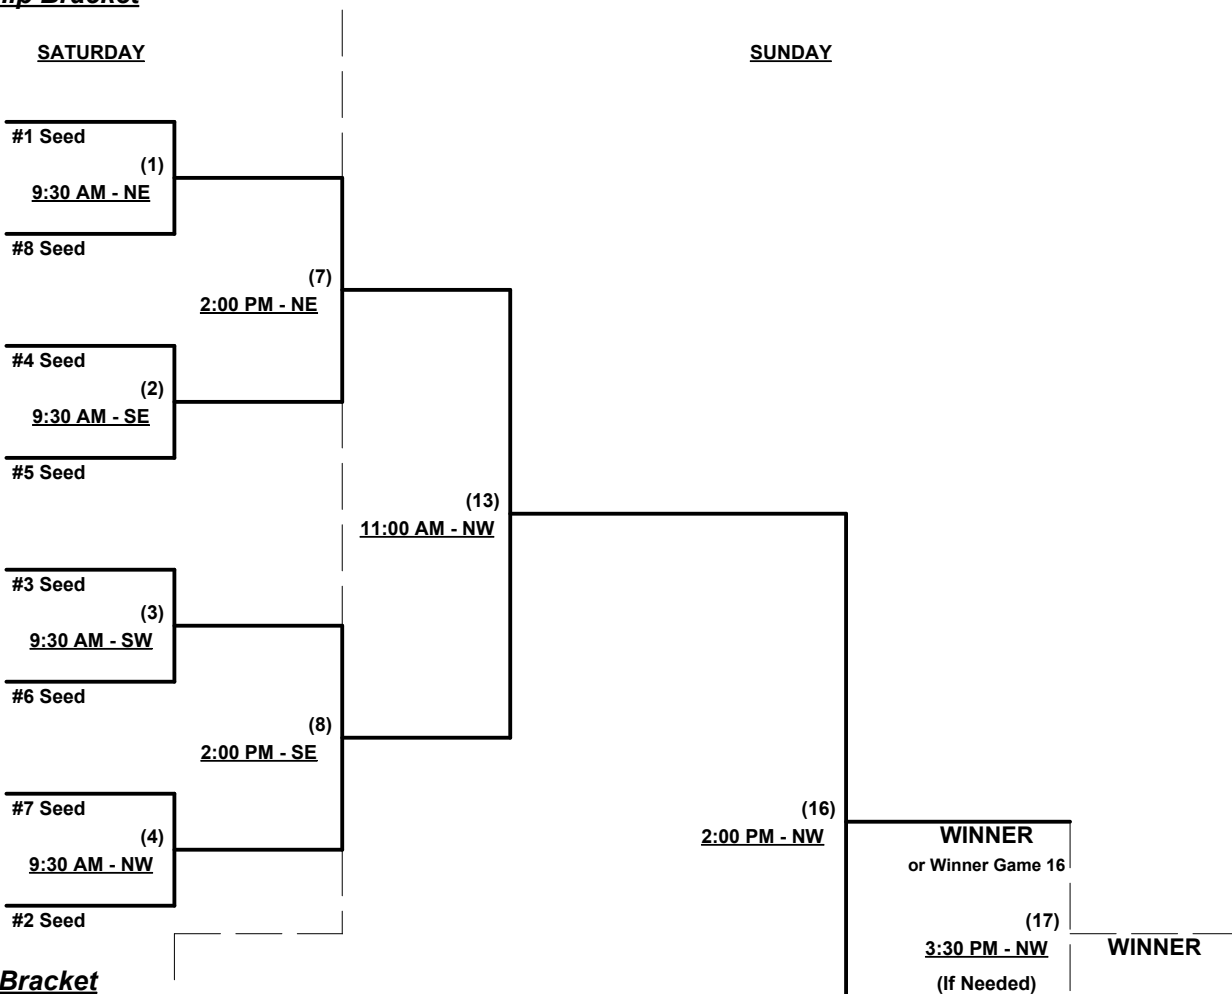 Bracket
SATURDAY
SUNDAY
#1 Seed
(1)
9:30 AM - NE
#8 Seed
(7)
2:00 PM - NE
#4 Seed
(2)
9:30 AM - SE
#5 Seed
(13)
11:00 AM - NW
#3 Seed
(3)
9:30 AM - SW
#6 Seed
(8)
2:00 PM - SE
#7 Seed
(4)
9:30 AM - NW
#2 Seed
(16)
2:00 PM - NW
WINNER
or Winner Game 16
(17)
3:30 PM - NW
WINNER
(If Needed)
Bracket